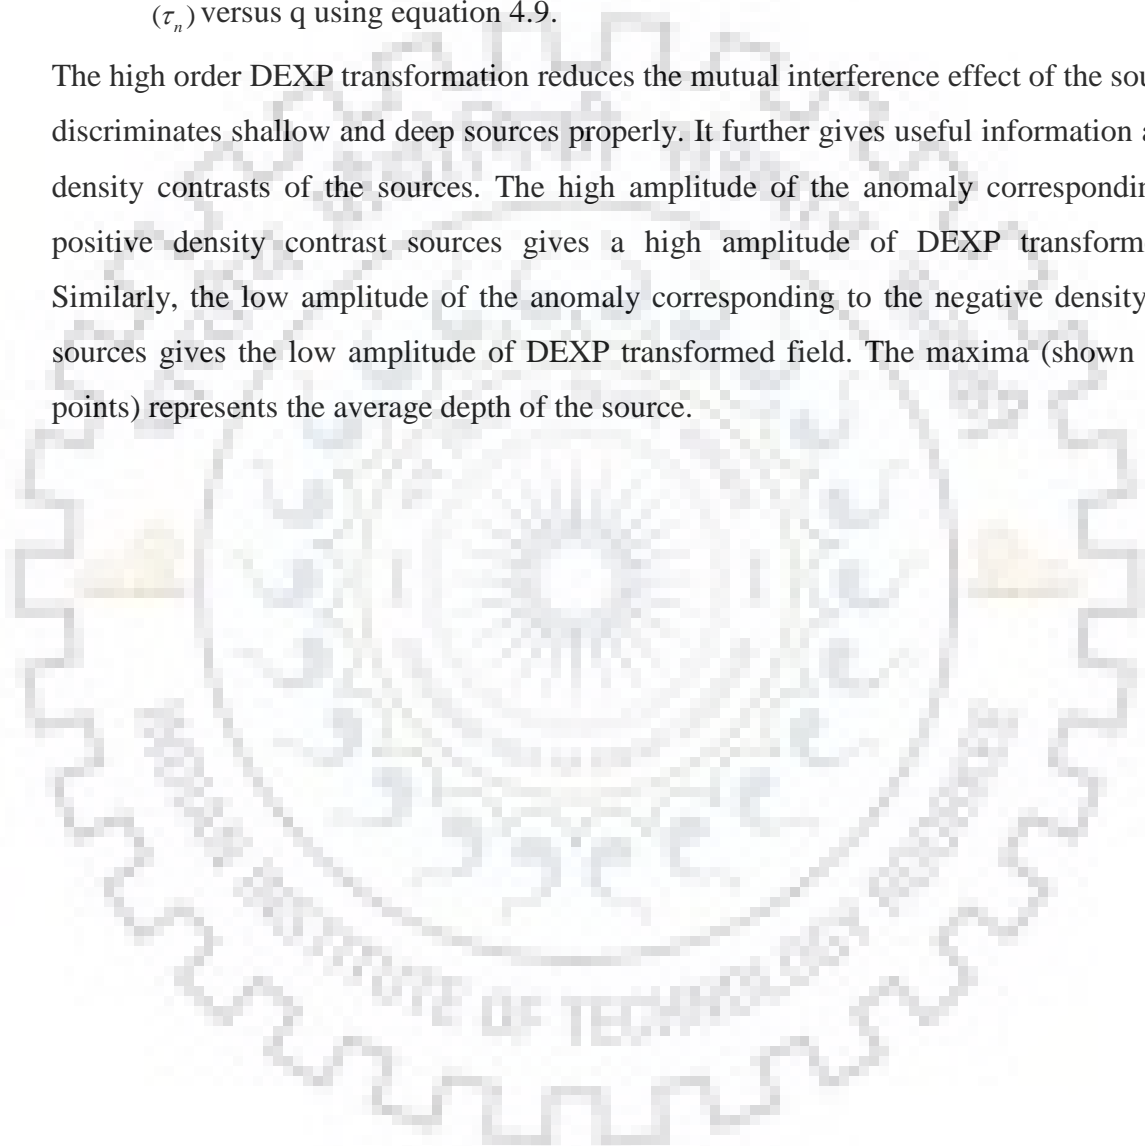 (τₙ) versus q using equation 4.9.
The high order DEXP transformation reduces the mutual interference effect of the
discriminates shallow and deep sources properly. It further gives useful information
density contrasts of the sources. The high amplitude of the anomaly
positive density contrast sources gives a high amplitude of DEXP
Similarly, the low amplitude of the anomaly corresponding to the negative density
sources gives the low amplitude of DEXP transformed field. The maxima (shown
points) represents the average depth of the source.
INSTITUTE OF TECHNOLOGY